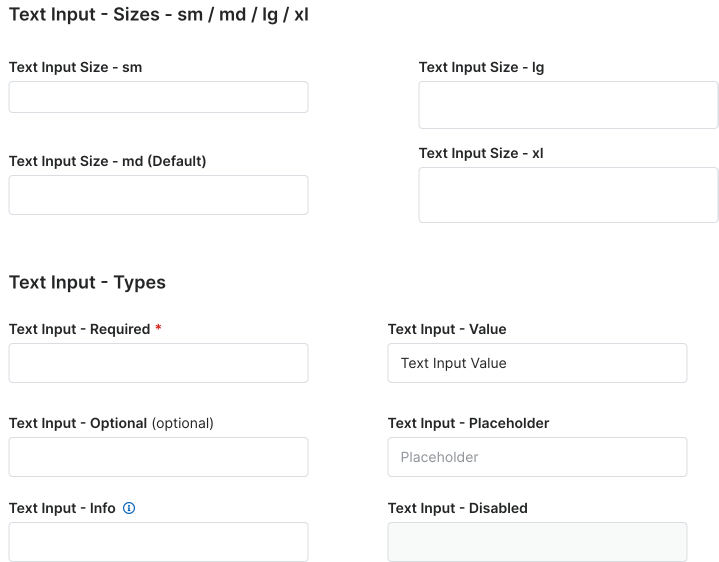 Text Input - Sizes - sm / md / lg / xl
Text Input Size - sm
Text Input Size - lg
Text Input Size - md (Default)
Text Input Size - xl
Text Input - Types
Text Input - Required *
Text Input - Value
Text Input Value
Text Input - Optional (optional)
Text Input - Placeholder
Placeholder
Text Input - Info
Text Input - Disabled